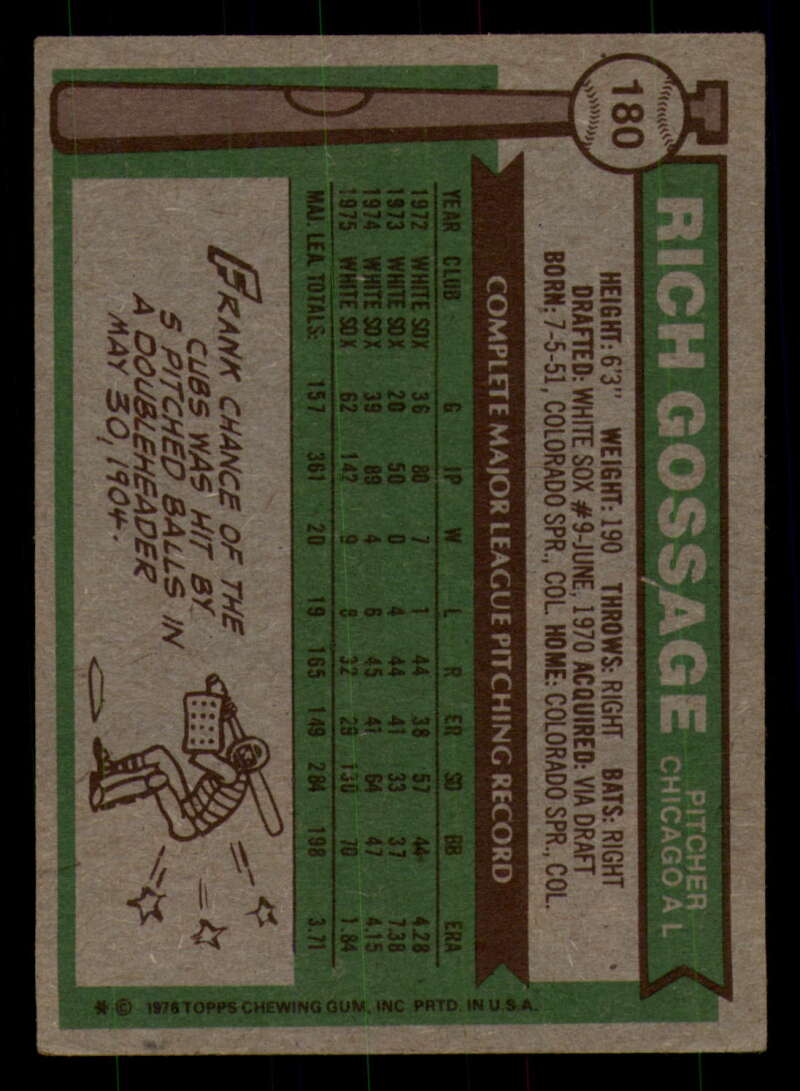 180
RICH GOSSAGE
PITCHER
CHICAGO A L
HEIGHT: 6'3" WEIGHT: 190 THROWS: RIGHT BATS: RIGHT
DRAFTED: WHITE SOX #9-JUNE, 1970 ACQUIRED: VIA DRAFT
BORN: 7-5-51, COLORADO SPR., COL. HOME: COLORADO SPR., COL.
COMPLETE MAJOR LEAGUE PITCHING RECORD
YEAR CLUB G IP W L R ER SO BB ERA
1972 WHITE SOX 36 80 7 1 44 38 57 44 4.28
1973 WHITE SOX 20 50 0 4 44 41 33 37 7.38
1974 WHITE SOX 39 89 4 6 45 41 64 47 4.15
1975 WHITE SOX 62 142 9 8 32 29 130 70 1.84
MAJ. LEA. TOTALS: 157 361 20 19 165 149 284 198 3.71
FRANK CHANCE OF THE
CUBS WAS HIT BY
5 PITCHED BALLS IN
A DOUBLEHEADER
MAY 30, 1904.
* © 1976 TOPPS CHEWING GUM, INC PRTD. IN U.S.A.